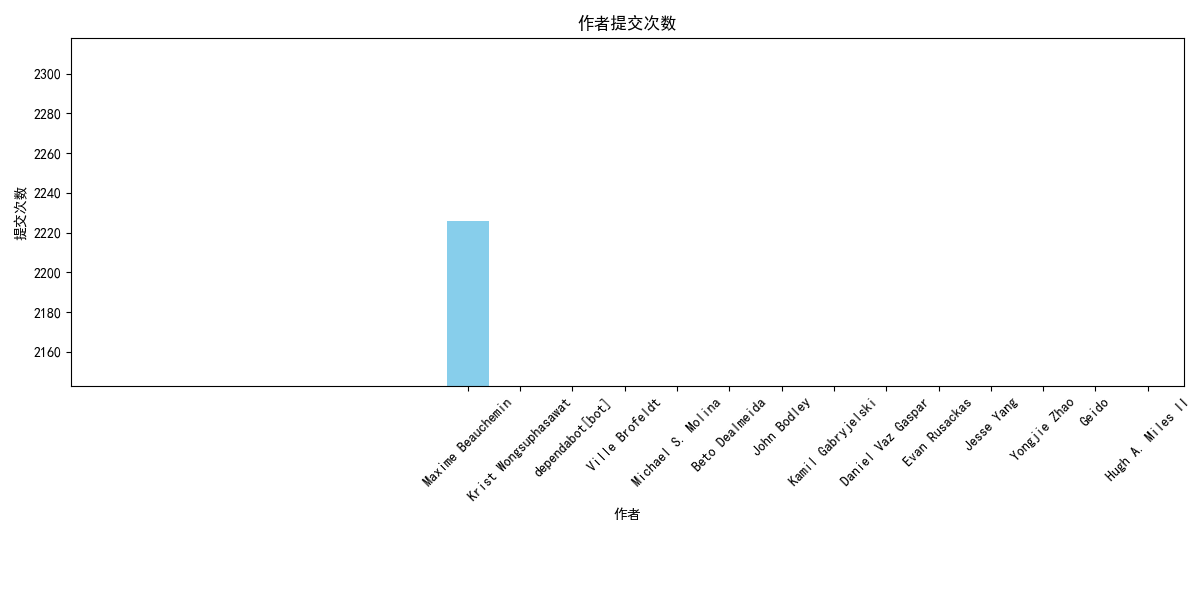 作者提交次数
提交次数
2300
2280
2260
2240
2220
2200
2180
2160
Maxime Beauchemin
Krist Wongsuphasawat
dependabot[bot]
Ville Brofeldt
Michael S. Molina
Beto Dealmeida
John Bodley
Kamil Gabryjelski
Daniel Vaz Gaspar
Evan Rusackas
Jesse Yang
Yongjie Zhao
Geido
Hugh A. Miles II
作者